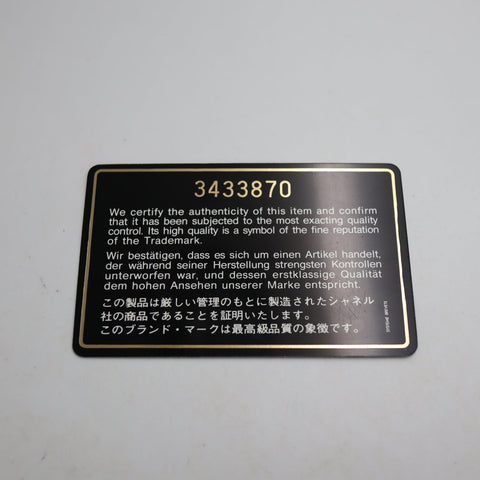 3433870
We certify the authenticity of this item and confirm
that it has been subjected to the most exacting quality
control. Its high quality is a symbol of the fine reputation
of the Trademark.
Wir bestätigen, dass es sich um einen Artikel handelt,
der während seiner Herstellung strengsten Kontrollen
unterworfen war, und dessen erstklassige Qualität
dem hohen Ansehen unserer Marke entspricht.
この製品は厳しい管理のもとに製造されたシャネル
社の商品であることを証明いたします。
このブランド・マークは最高級品質の象徴です。